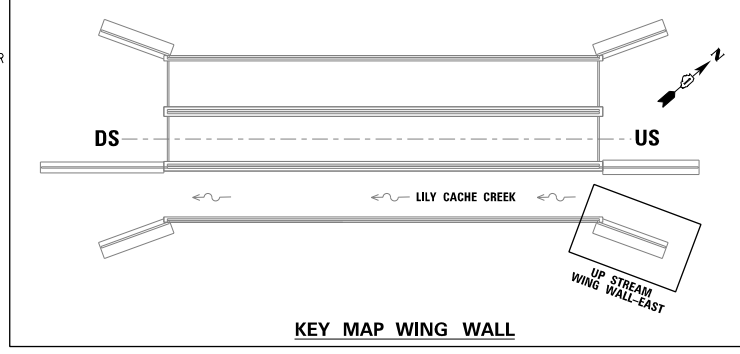 R
N
DS
US
LILY CACHE CREEK
UP STREAM
WING WALL-EAST
KEY MAP WING WALL